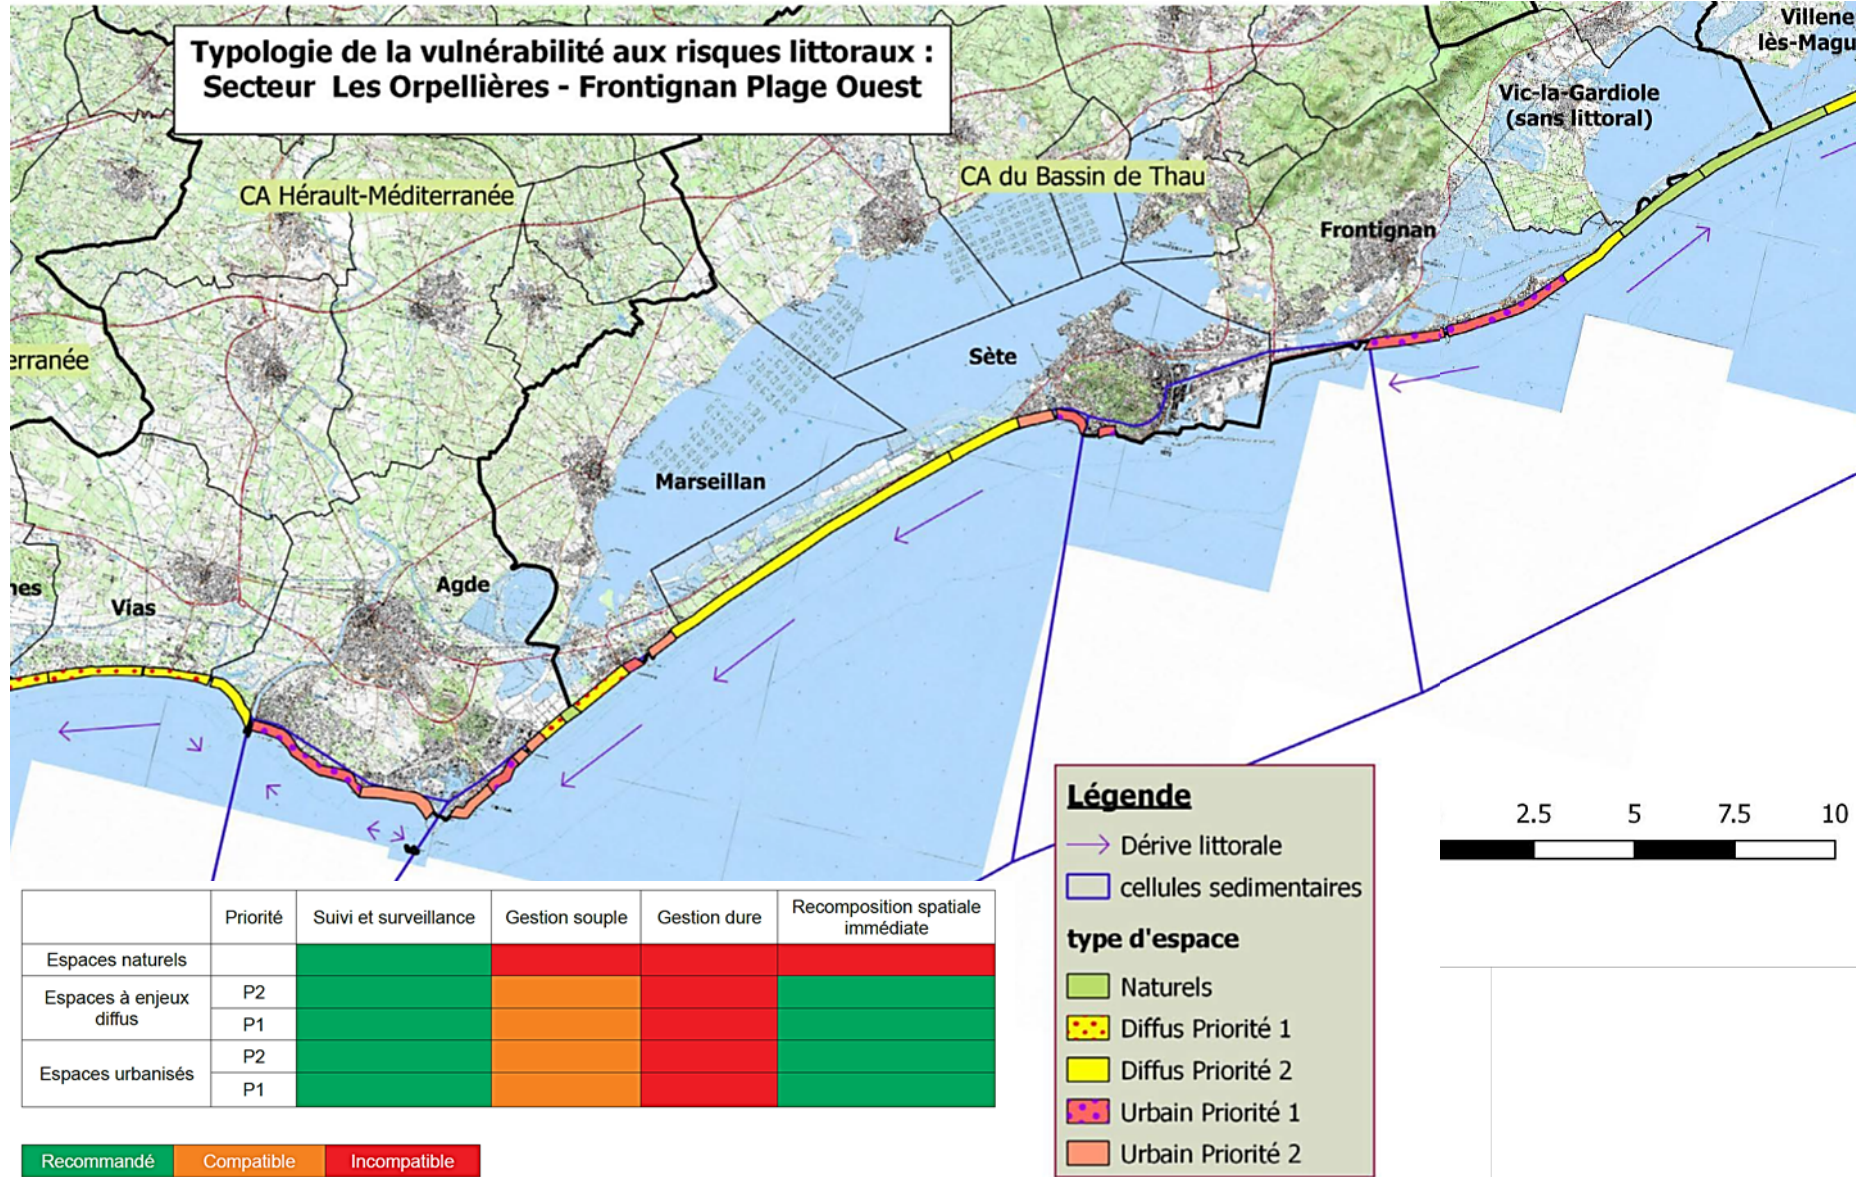 Typologie de la vulnérabilité aux risques littoraux :
Secteur Les Orpellières - Frontignan Plage Ouest
Villene
lès-Magu
Vic-la-Gardiole
(sans littoral)
CA Hérault-Méditerranée
CA du Bassin de Thau
Frontignan
erranée
Sète
Marseillan
Agde
nes
Vias
Légende
Dérive littorale
cellules sedimentaires
type d'espace
Naturels
Diffus Priorité 1
Diffus Priorité 2
Urbain Priorité 1
Urbain Priorité 2
2.5 5 7.5 10
Priorité Suivi et surveillance Gestion souple Gestion dure Recomposition spatiale
immédiate
Espaces naturels
Espaces à enjeux
diffus
P2
P1
Espaces urbanisés
P2
P1
Recommandé Compatible Incompatible